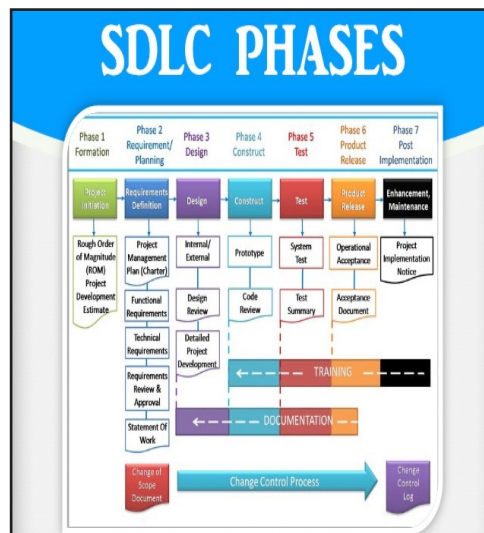 SDLC PHASES
Phase 1
Formation
Phase 2
Requirement/
Planning
Phase 3
Design
Phase 4
Construct
Phase 5
Test
Phase 6
Product
Release
Phase 7
Post
Implementation
Project
Initiation
Requirements
Definition
Design
Construct
Test
Product
Release
Enhancement,
Maintenance
Rough Order
of Magnitude
(ROM)
Project
Development
Estimate
Project
Management
Plan (Charter)
Functional
Requirements
Technical
Requirements
Requirements
Review &
Approval
Statement Of
Work
Internal/
External
Design
Review
Detailed
Project
Development
Prototype
Code
Review
System
Test
Test
Summary
Operational
Acceptance
Acceptance
Document
Project
Implementation
Notice
TRAINING
DOCUMENTATION
Change of
Scope
Document
Change Control Process
Change
Control
Log